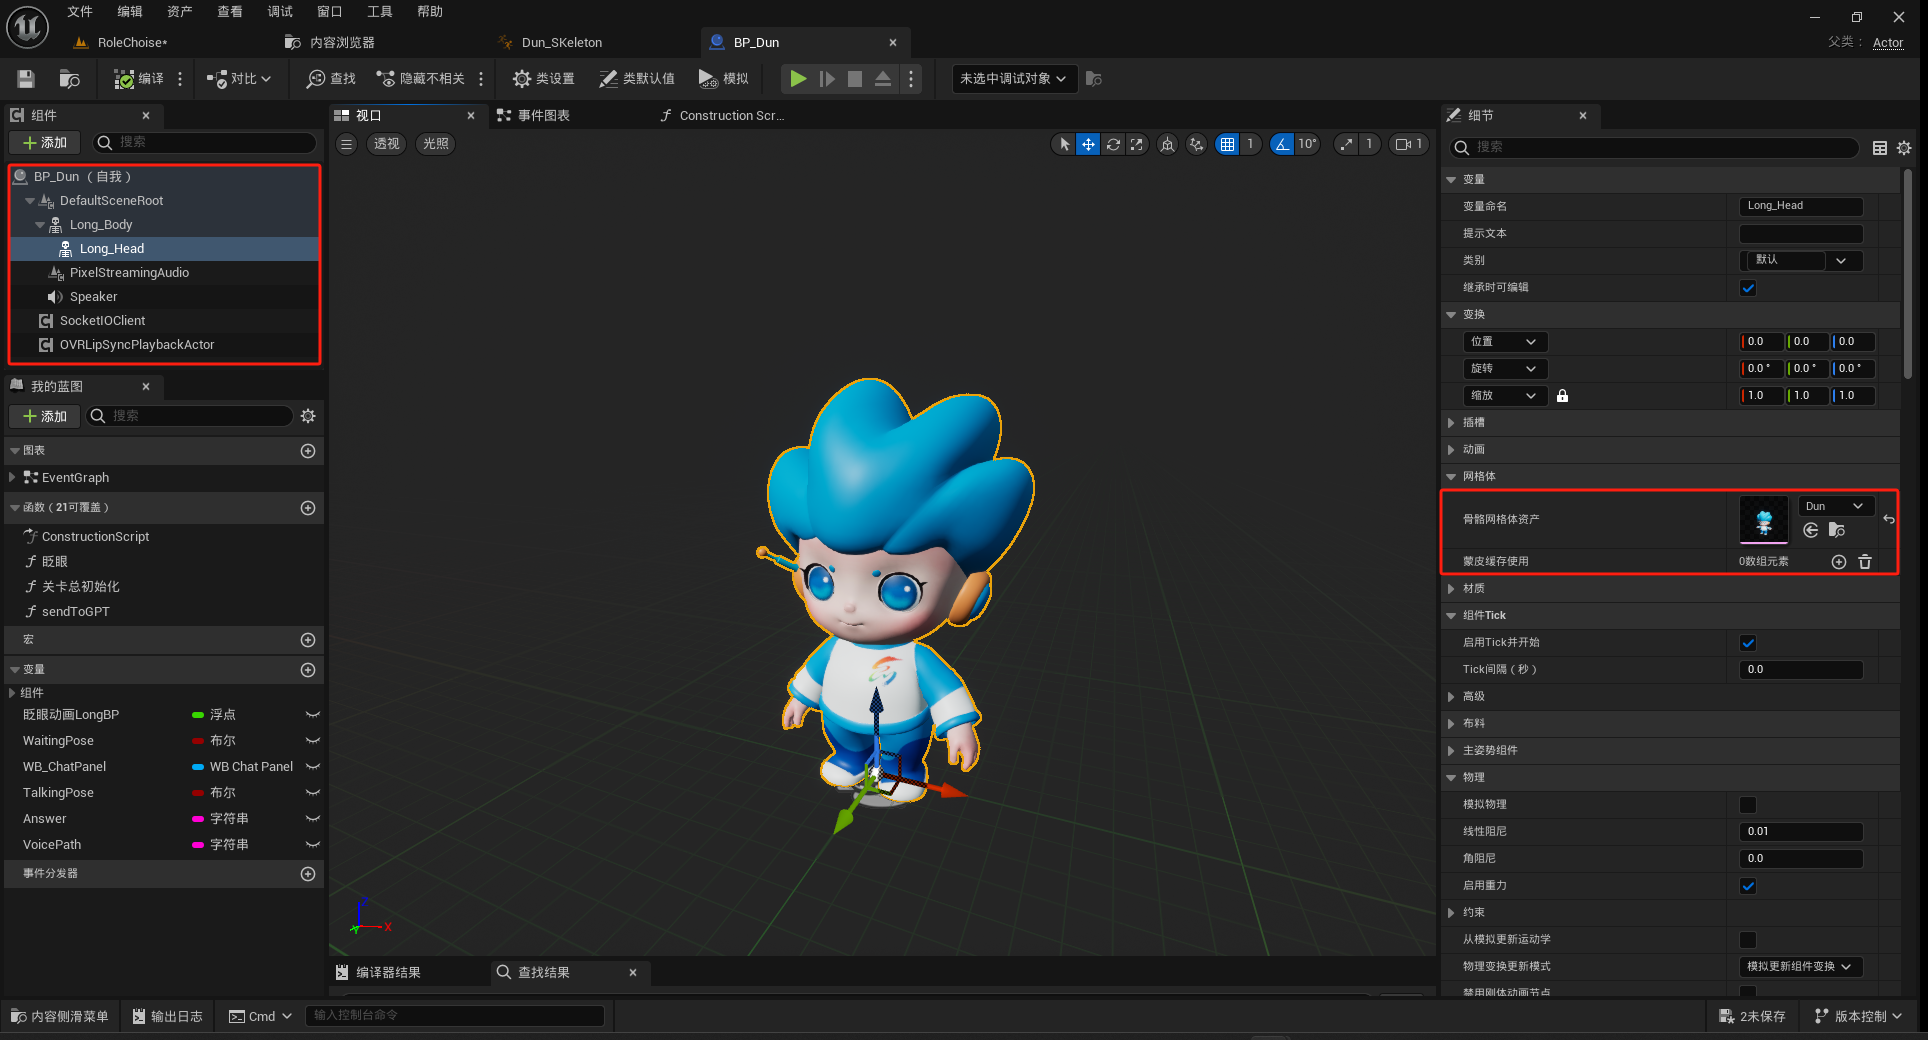 文件 编辑 资产 查看 调试 窗口 工具 帮助
RoleChoise* 内容浏览器 Dun_SKeleton BP_Dun
父类： Actor
编译 对比 查找 隐藏不相关 类设置 类默认值 模拟 未选中调试对象
组件
添加 搜索
BP_Dun （自我）
DefaultSceneRoot
Long_Body
Long_Head
PixelStreamingAudio
Speaker
SocketIOClient
OVRLipSyncPlaybackActor
我的蓝图
添加 搜索
图表
EventGraph
函数（21可覆盖）
ConstructionScript
眨眼
关卡总初始化
sendToGPT
宏
变量
组件
眨眼动画LongBP 浮点
WaitingPose 布尔
WB_ChatPanel WB Chat Panel
TalkingPose 布尔
Answer 字符串
VoicePath 字符串
事件分发器
视口 事件图表 Construction Scr...
透视 光照 1 10° 1 1
Z
X
Y
编译器结果 查找结果
细节
搜索
变量
变量命名 Long_Head
提示文本
类别 默认
继承时可编辑
变换
位置 0.0 0.0 0.0
旋转 0.0° 0.0° 0.0°
缩放 1.0 1.0 1.0
插槽
动画
网格体
骨骼网格体资产 Dun
蒙皮缓存使用 0数组元素
材质
组件Tick
启用Tick并开始
Tick间隔（秒） 0.0
高级
布料
主姿势组件
物理
模拟物理
线性阻尼 0.01
角阻尼 0.0
启用重力
约束
从模拟更新运动学
物理变换更新模式 模拟更新组件变换
禁用刚体动画节点
内容侧滑菜单 输出日志 Cmd 输入控制台命令 2未保存 版本控制